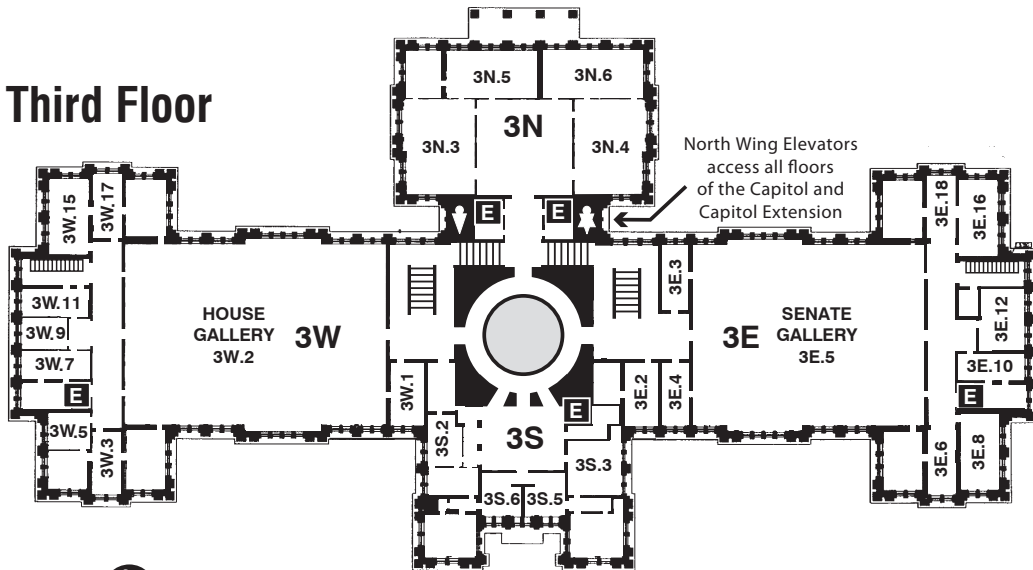 Third Floor
3N.5
3N.6
3N
3N.3
3N.4
North Wing Elevators
access all floors
of the Capitol and
Capitol Extension
E
E
3W.15
3W.17
3E.18
3E.16
3E.3
3W.11
3W.9
3W.7
E
HOUSE
GALLERY
3W.2
3W
3E
SENATE
GALLERY
3E.5
3E.12
3E.10
E
3W.1
3E.2
3E.4
E
3W.5
3W.3
3S.2
3S
3S.3
3E.6
3E.8
3S.6
3S.5